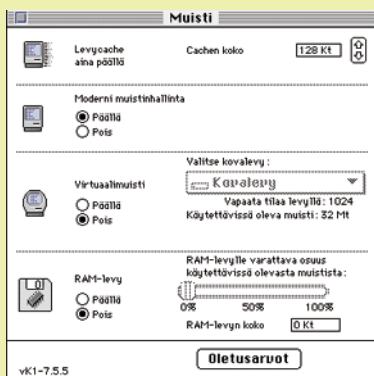 Muisti
Levycache
aina päällä
Cachen koko
128 Kt
Moderni muistinhallinta
Päällä
Pois
Valitse kovalevy :
Virtuaalimuisti
Kovalevy
Päällä
Pois
Vapaata tilaa levyllä : 1024
Käytettävissä oleva muisti : 32 Mt
RAM-levylle varattava osuus
käytettävissä olevasta muistista :
RAM-levy
Päällä
Pois
0% 50% 100%
RAM-levyn koko
0 Kt
Oletusarvot
vK1-7.5.5